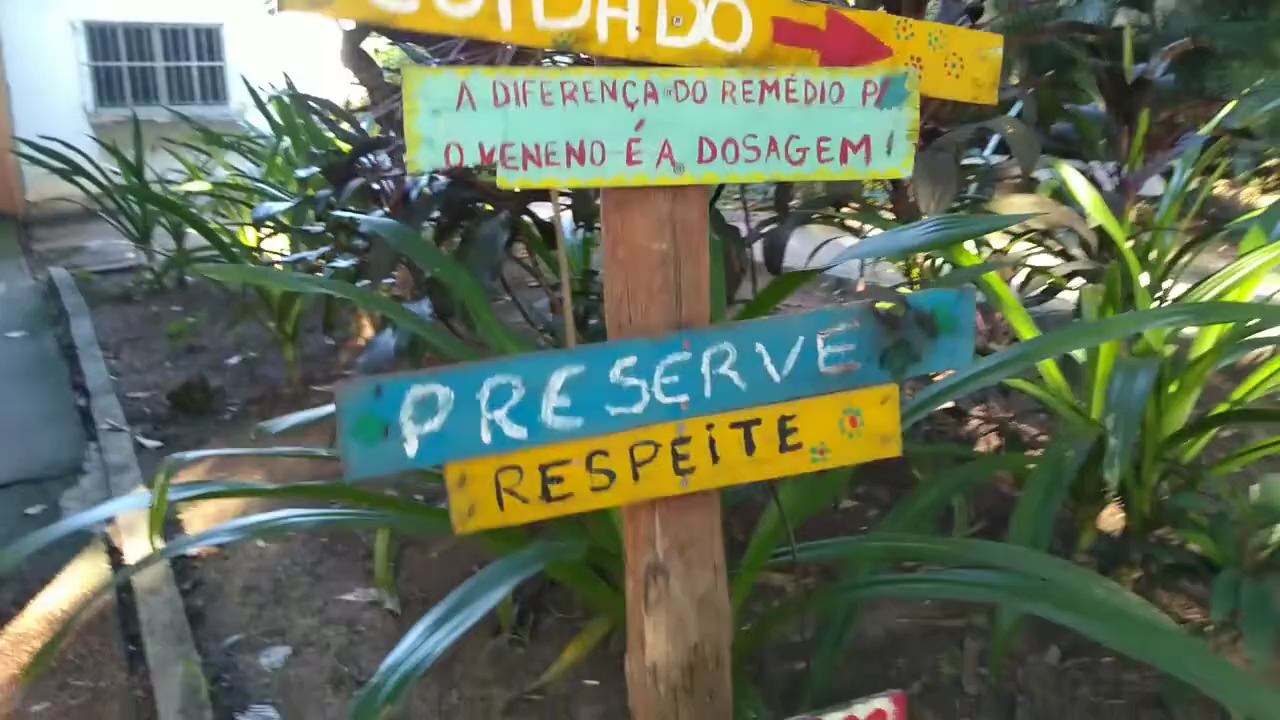 CUIDADO
A DIFERENÇA DO REMÉDIO P/
O VENENO É A DOSAGEM!
PRESERVE
RESPEITE